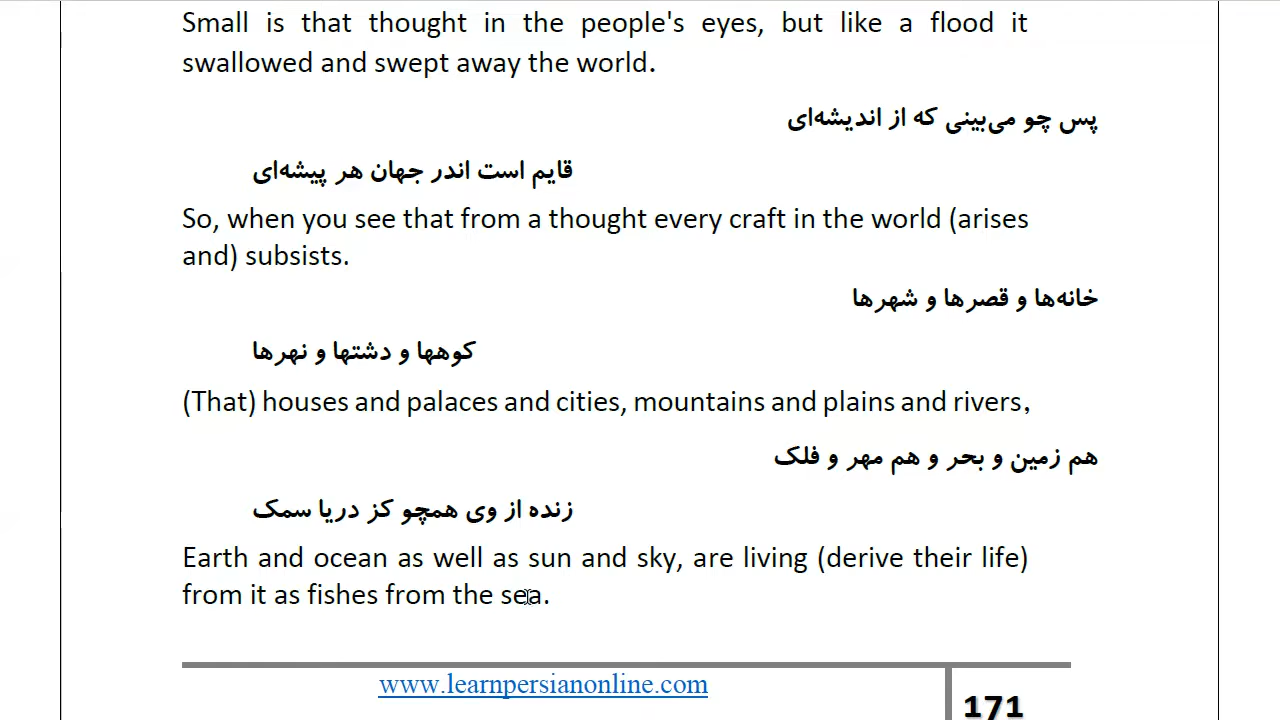 Small is that thought in the people's eyes, but like a flood it
swallowed and swept away the world.
پس چو می‌بینی که از اندیشه‌ای
قایم است اندر جهان هر پیشه‌ای
So, when you see that from a thought every craft in the world (arises
and) subsists.
خانه‌ها و قصرها و شهرها
کوهها و دشتها و نهرها
(That) houses and palaces and cities, mountains and plains and rivers,
هم زمین و بحر و هم مهر و فلک
زنده از وی همچو کز دریا سمک
Earth and ocean as well as sun and sky, are living (derive their life)
from it as fishes from the sea.
www.learnpersianonline.com
171